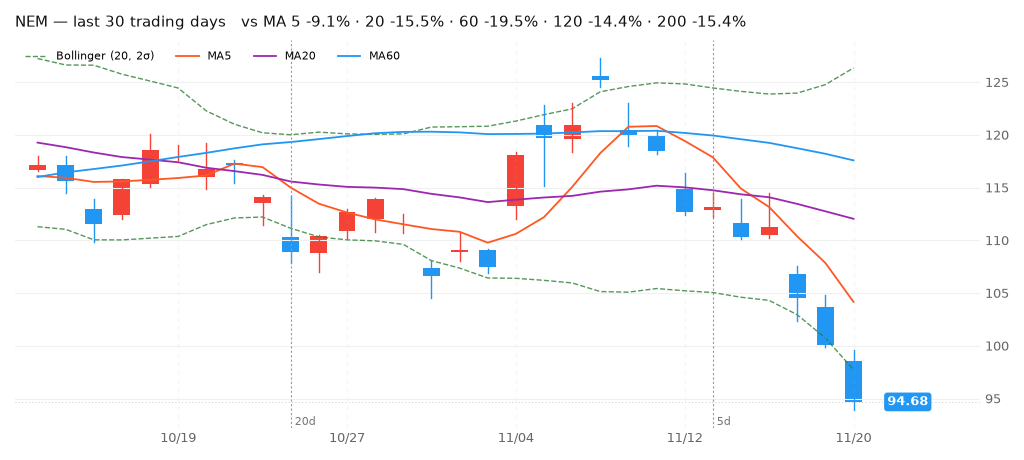 NEM — last 30 trading days   vs MA 5 -9.1% · 20 -15.5% · 60 -19.5% · 120 -14.4% · 200 -15.4%
Bollinger (20, 2σ)   MA5   MA20   MA60
125
120
115
110
105
100
95
94.68
20d   5d
10/19   10/27   11/04   11/12   11/20